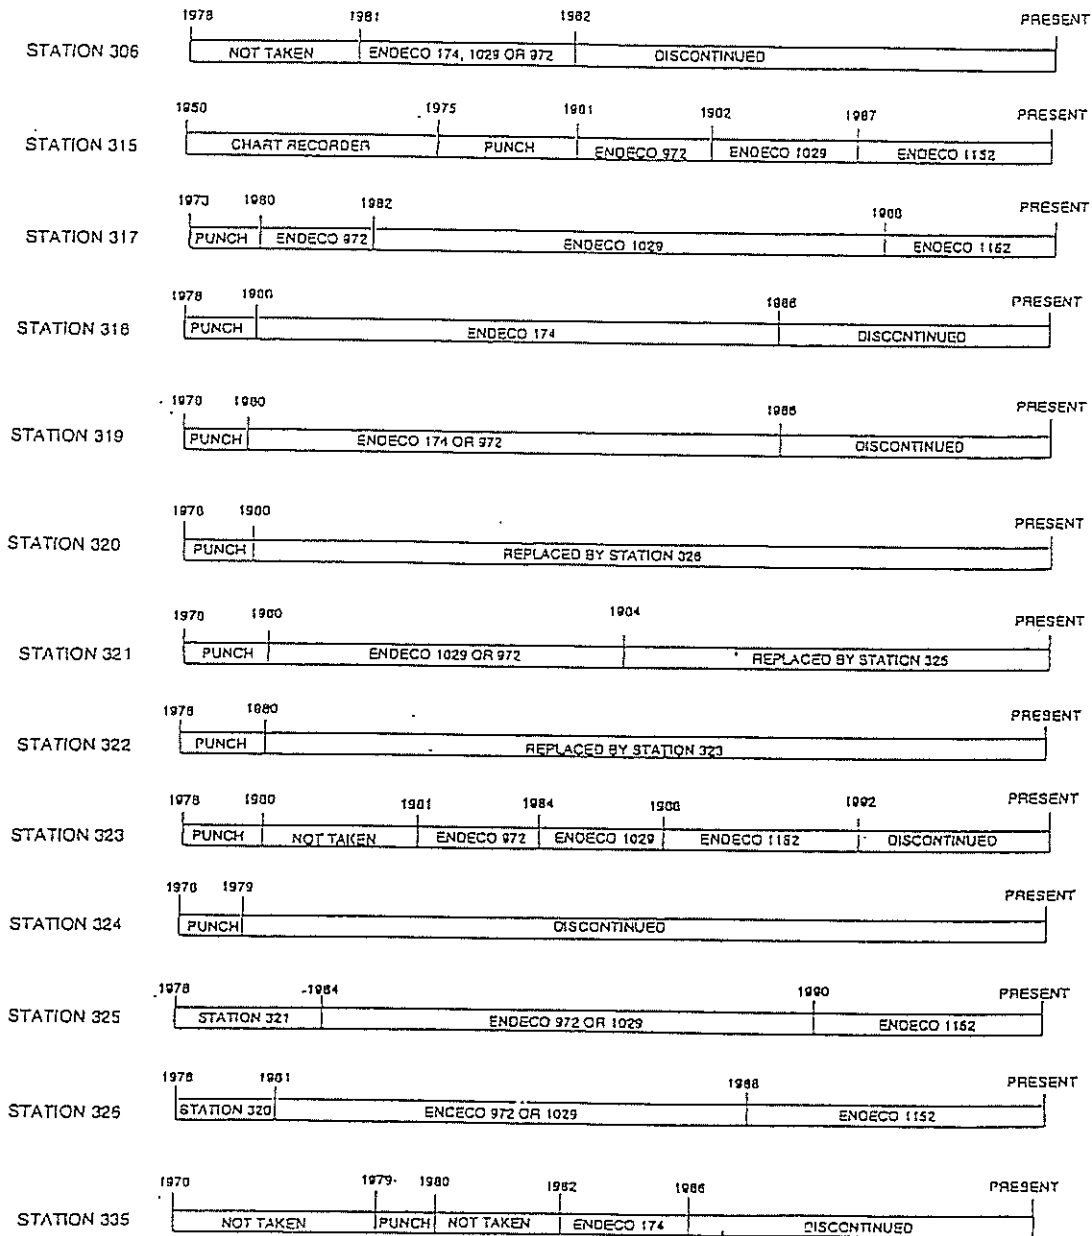 1978 1981 1982 PRESENT
STATION 306 NOT TAKEN ENDECO 174, 1029 OR 972 DISCONTINUED
1950 1975 1981 1982 1987 PRESENT
STATION 315 CHART RECORDER PUNCH ENDECO 972 ENDECO 1029 ENDECO 1152
1973 1980 1982 1988 PRESENT
STATION 317 PUNCH ENDECO 972 ENDECO 1029 ENDECO 1152
1978 1980 1986 PRESENT
STATION 318 PUNCH ENDECO 174 DISCONTINUED
1978 1980 1986 PRESENT
STATION 319 PUNCH ENDECO 174 OR 972 DISCONTINUED
1978 1980 PRESENT
STATION 320 PUNCH REPLACED BY STATION 326
1978 1980 1984 PRESENT
STATION 321 PUNCH ENDECO 1029 OR 972 REPLACED BY STATION 325
1978 1980 PRESENT
STATION 322 PUNCH REPLACED BY STATION 323
1978 1980 1981 1984 1988 1992 PRESENT
STATION 323 PUNCH NOT TAKEN ENDECO 972 ENDECO 1029 ENDECO 1152 DISCONTINUED
1978 1979 PRESENT
STATION 324 PUNCH DISCONTINUED
1978 1984 1990 PRESENT
STATION 325 STATION 321 ENDECO 972 OR 1029 ENDECO 1152
1978 1981 1988 PRESENT
STATION 326 STATION 320 ENCECO 972 OR 1029 ENDECO 1152
1970 1979 1980 1982 1986 PRESENT
STATION 335 NOT TAKEN PUNCH NOT TAKEN ENDECO 174 DISCONTINUED